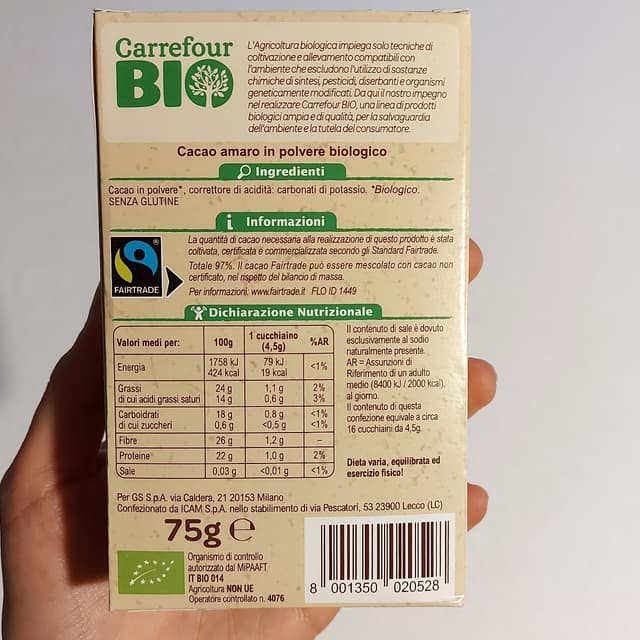 Carrefour
BIO
L'Agricoltura biologica impiega solo tecniche di
coltivazione e allevamento compatibili con
l'ambiente che escludono l'utilizzo di sostanze
chimiche di sintesi, pesticidi, diserbanti e organismi
geneticamente modificati. Da qui il nostro impegno
nel realizzare Carrefour BIO, una linea di prodotti
biologici ampia e di qualità, per la salvaguardia
dell'ambiente e la tutela del consumatore.
Cacao amaro in polvere biologico
Ingredienti
Cacao in polvere*, correttore di acidità: carbonati di potassio. *Biologico.
SENZA GLUTINE
i Informazioni
La quantità di cacao necessaria alla realizzazione di questo prodotto è stata
coltivata, certificata e commercializzata secondo gli Standard Fairtrade.
Totale 97%. Il cacao Fairtrade può essere mescolato con cacao non
certificato, nel rispetto del bilancio di massa.
Per informazioni: www.fairtrade.it FLO ID 1449
®
FAIRTRADE
Dichiarazione Nutrizionale
Valori medi per: 100g 1 cucchiaino (4,5g) %AR
Energia 1758 kJ 79 kJ <1%
424 kcal 19 kcal
Grassi 24 g 1,1 g 2%
di cui acidi grassi saturi 14 g 0,6 g 3%
Carboidrati 18 g 0,8 g <1%
di cui zuccheri 0,6 g <0,5 g <1%
Fibre 26 g 1,2 g –
Proteine 22 g 1,0 g 2%
Sale 0,03 g <0,01 g <1%
Il contenuto di sale è dovuto
esclusivamente al sodio
naturalmente presente.
AR = Assunzioni di
Riferimento di un adulto
medio (8400 kJ / 2000 kcal),
al giorno.
Il contenuto di questa
confezione equivale a circa
16 cucchiaini da 4,5g.
Dieta varia, equilibrata ed
esercizio fisico!
Per GS S.p.A. via Caldera, 21 20153 Milano
Confezionato da ICAM S.p.A. nello stabilimento di via Pescatori, 53 23900 Lecco (LC)
75g e
Organismo di controllo
autorizzato dal MiPAAFT
IT BIO 014
Agricoltura NON UE
Operatore controllato n. 4076
8 001350 020528